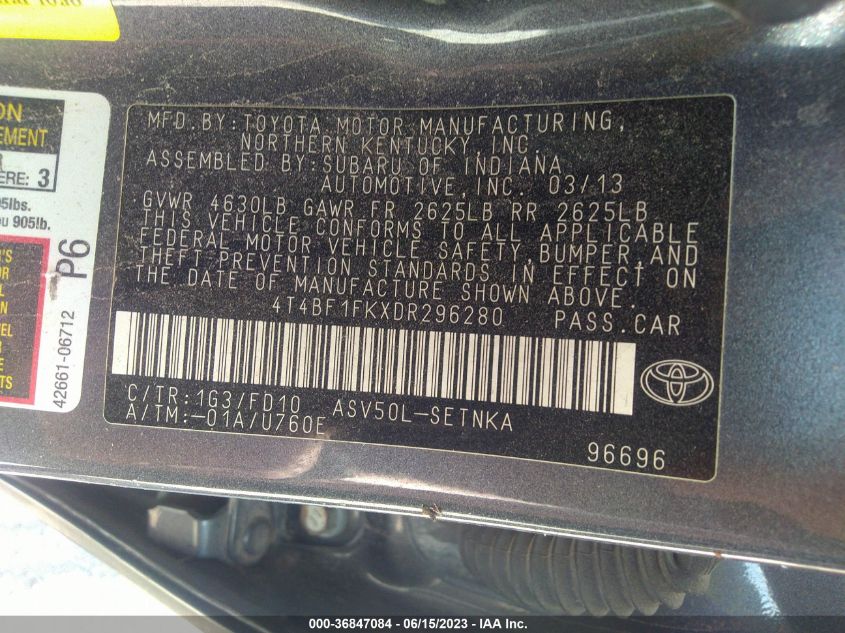 ON
EMENT
ERE: 3
5lbs.
905lb.
P6
42661-06712
MFD.BY:TOYOTA MOTOR MANUFACTURING,
NORTHERN KENTUCKY, INC.
ASSEMBLED BY:SUBARU OF INDIANA
AUTOMOTIVE,INC. 03/13
GVWR 4630LB GAWR FR 2625LB RR 2625LB
THIS VEHICLE CONFORMS TO ALL APPLICABLE
FEDERAL MOTOR VEHICLE SAFETY,BUMPER,AND
THEFT PREVENTION STANDARDS IN EFFECT ON
THE DATE OF MANUFACTURE SHOWN ABOVE.
4T4BF1FKXDR296280 PASS.CAR
C/TR:1G3/FD10 ASV50L-SETNKA
A/TM:-01A/U760E
96696
000-36847084 - 06/15/2023 - IAA Inc.